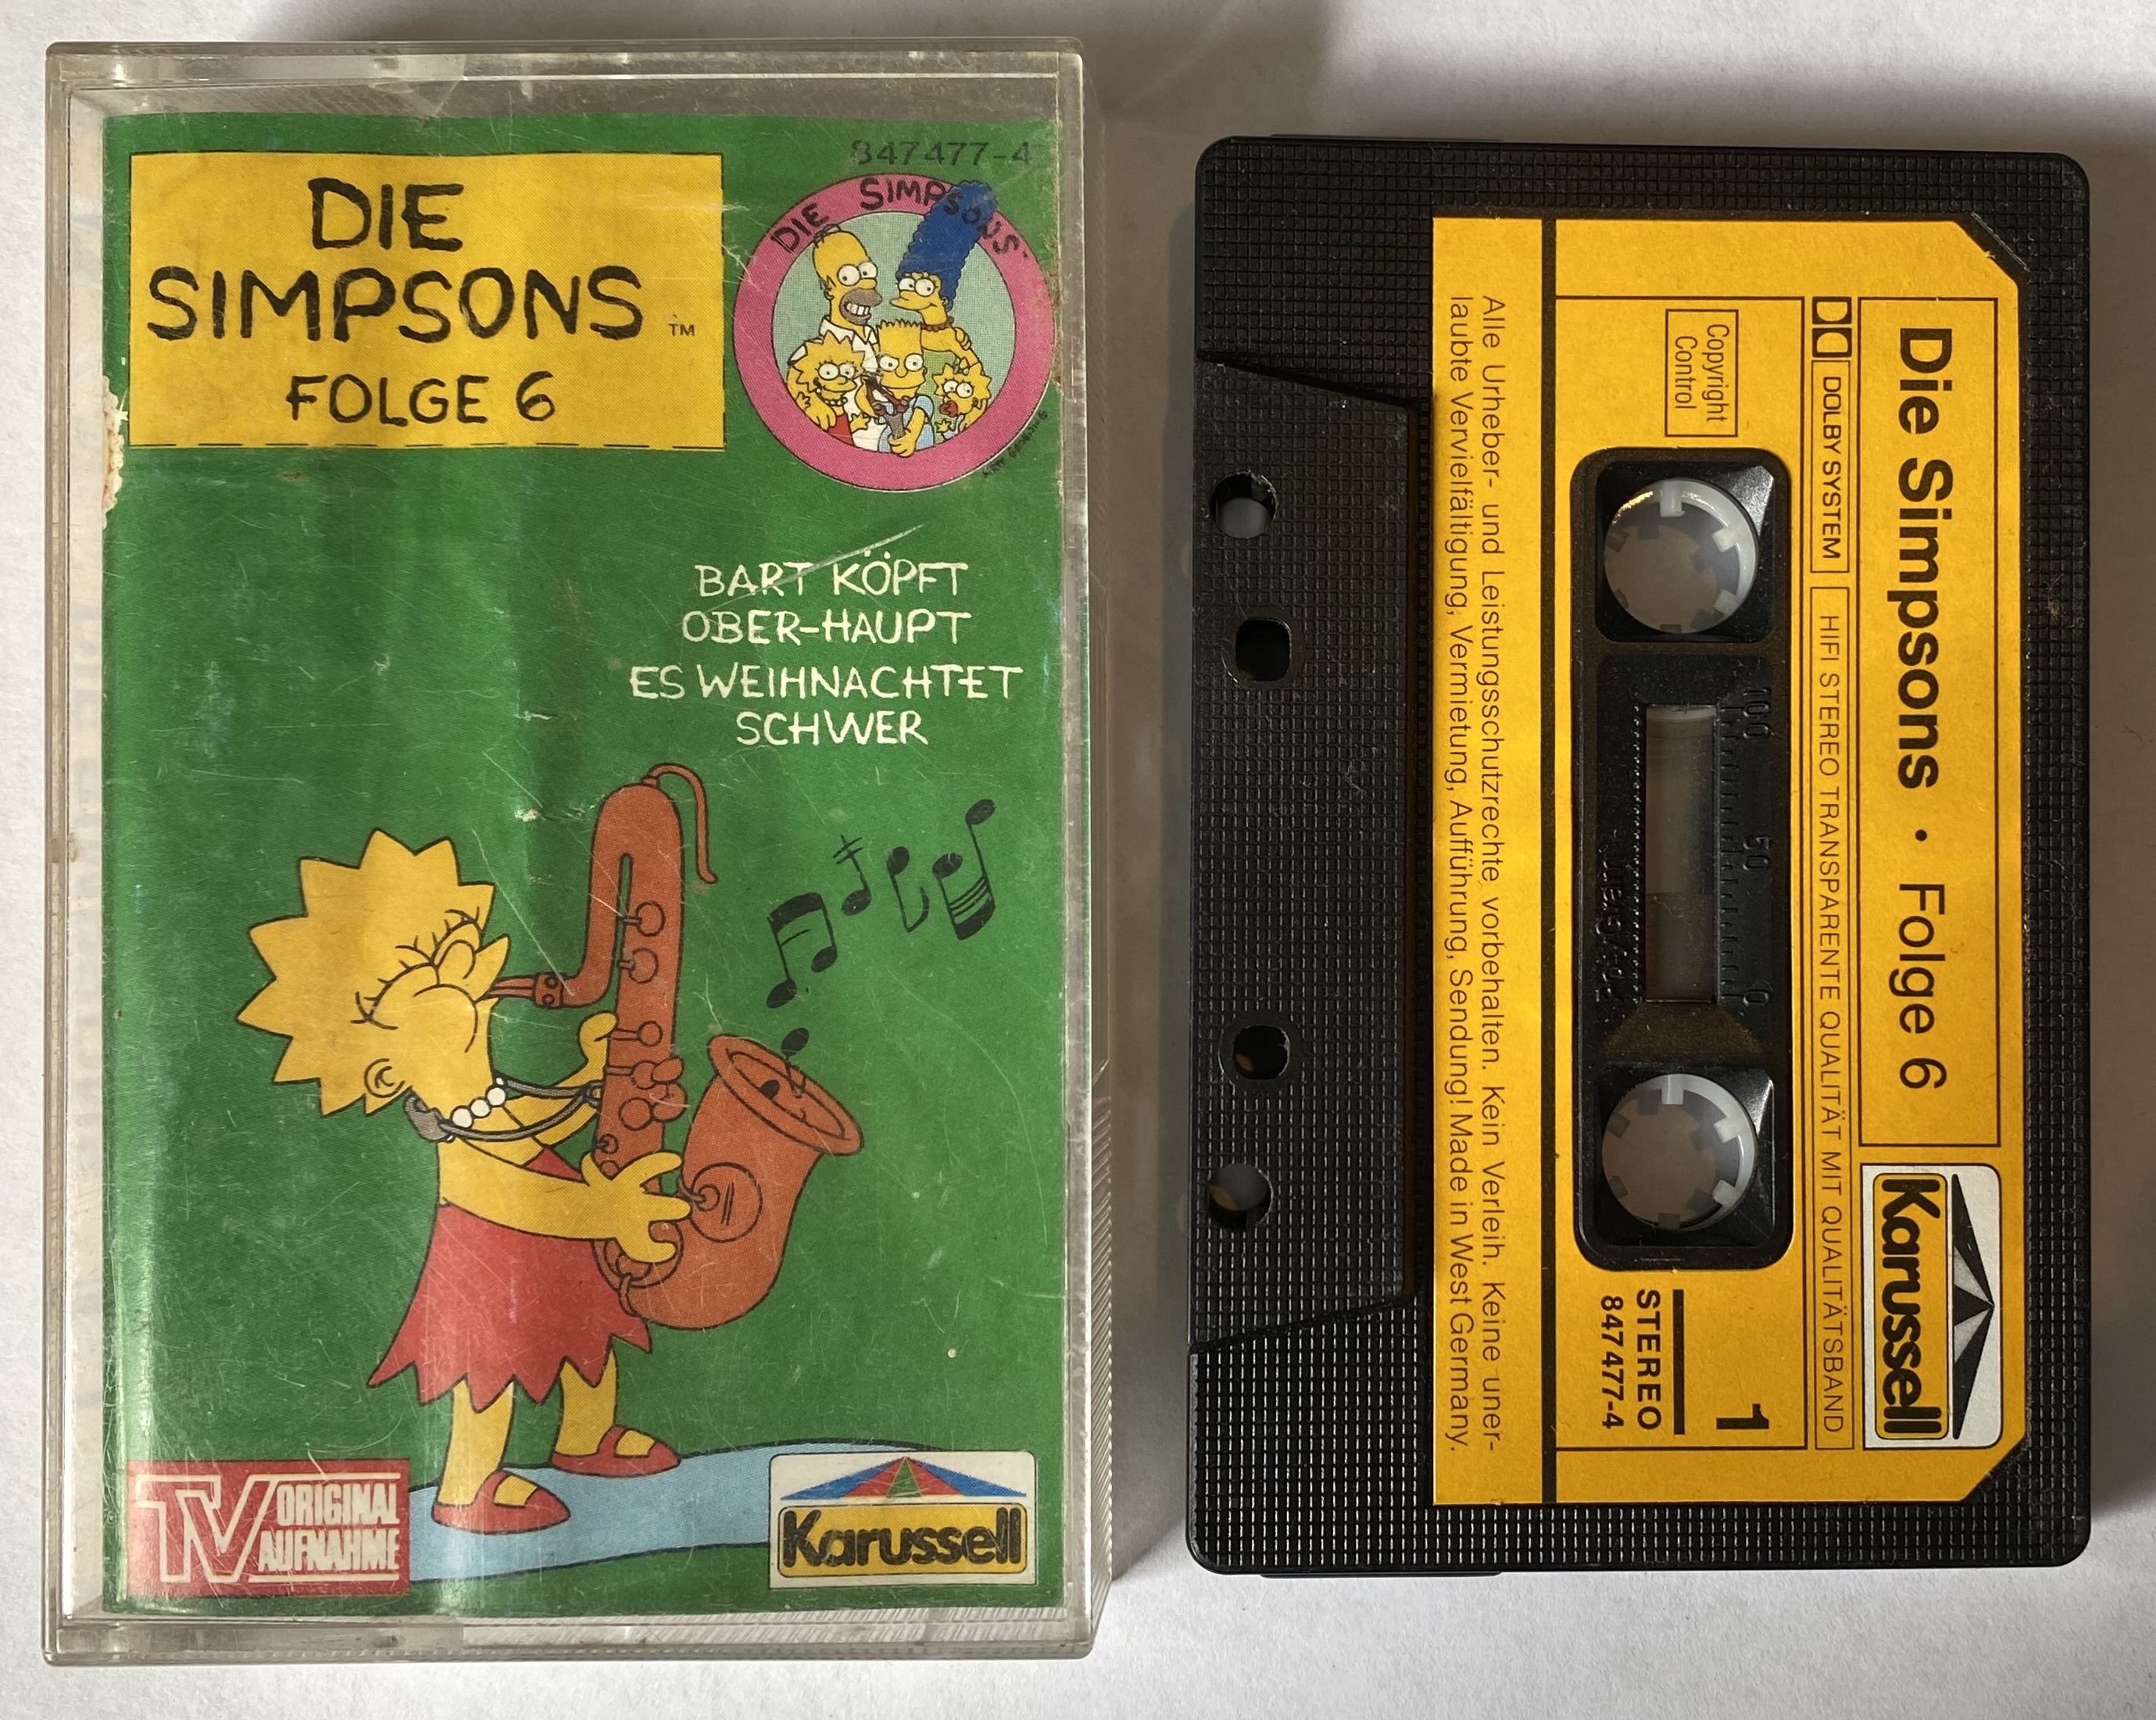 847477-4
DIE
SIMPSONS ™
FOLGE 6
DIE SIMPSONS
BART KÖPFT
OBER-HAUPT
ES WEIHNACHTET
SCHWER
TV ORIGINAL
AUFNAHME
Karussell
Die Simpsons · Folge 6
Karussell
DOLBY SYSTEM
HIFI STEREO TRANSPARENTE QUALITÄT MIT QUALITÄTSBAND
Copyright
Control
100 50 0
1
STEREO
847 477-4
Alle Urheber- und Leistungsschutzrechte vorbehalten. Kein Verleih. Keine uner-
laubte Vervielfältigung, Vermietung, Aufführung, Sendung! Made in West Germany.